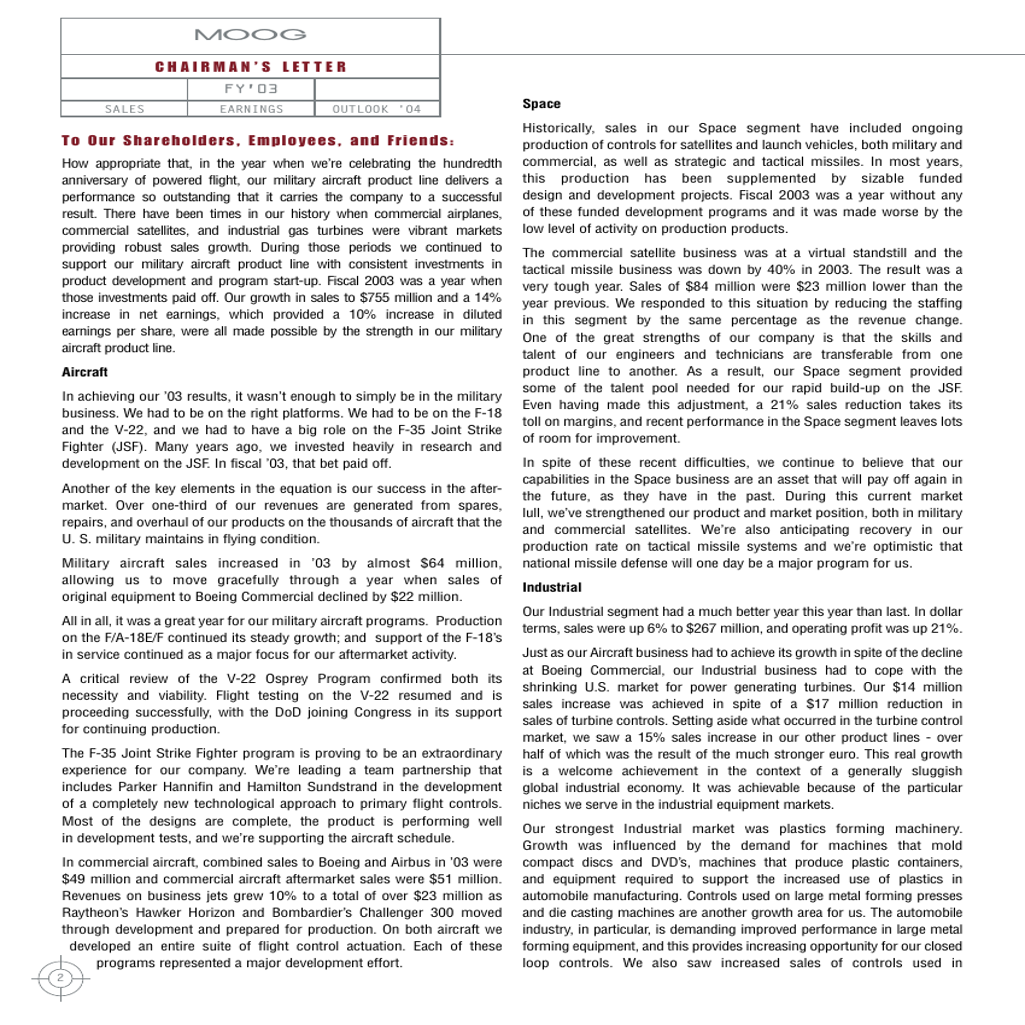 MOOG
CHAIRMAN'S LETTER
FY'03
SALES EARNINGS OUTLOOK '04
To Our Shareholders, Employees, and Friends:
How appropriate that, in the year when we're celebrating the hundredth
anniversary of powered flight, our military aircraft product line delivers a
performance so outstanding that it carries the company to a successful
result. There have been times in our history when commercial airplanes,
commercial satellites, and industrial gas turbines were vibrant markets
providing robust sales growth. During those periods we continued to
support our military aircraft product line with consistent investments in
product development and program start-up. Fiscal 2003 was a year when
those investments paid off. Our growth in sales to $755 million and a 14%
increase in net earnings, which provided a 10% increase in diluted
earnings per share, were all made possible by the strength in our military
aircraft product line.
Aircraft
In achieving our '03 results, it wasn't enough to simply be in the military
business. We had to be on the right platforms. We had to be on the F-18
and the V-22, and we had to have a big role on the F-35 Joint Strike
Fighter (JSF). Many years ago, we invested heavily in research and
development on the JSF. In fiscal '03, that bet paid off.
Another of the key elements in the equation is our success in the after-
market. Over one-third of our revenues are generated from spares,
repairs, and overhaul of our products on the thousands of aircraft that the
U. S. military maintains in flying condition.
Military aircraft sales increased in '03 by almost $64 million,
allowing us to move gracefully through a year when sales of
original equipment to Boeing Commercial declined by $22 million.
All in all, it was a great year for our military aircraft programs. Production
on the F/A-18E/F continued its steady growth; and support of the F-18's
in service continued as a major focus for our aftermarket activity.
A critical review of the V-22 Osprey Program confirmed both its
necessity and viability. Flight testing on the V-22 resumed and is
proceeding successfully, with the DoD joining Congress in its support
for continuing production.
The F-35 Joint Strike Fighter program is proving to be an extraordinary
experience for our company. We're leading a team partnership that
includes Parker Hannifin and Hamilton Sundstrand in the development
of a completely new technological approach to primary flight controls.
Most of the designs are complete, the product is performing well
in development tests, and we're supporting the aircraft schedule.
In commercial aircraft, combined sales to Boeing and Airbus in '03 were
$49 million and commercial aircraft aftermarket sales were $51 million.
Revenues on business jets grew 10% to a total of over $23 million as
Raytheon's Hawker Horizon and Bombardier's Challenger 300 moved
through development and prepared for production. On both aircraft we
developed an entire suite of flight control actuation. Each of these
programs represented a major development effort.
2
Space
Historically, sales in our Space segment have included ongoing
production of controls for satellites and launch vehicles, both military and
commercial, as well as strategic and tactical missiles. In most years,
this production has been supplemented by sizable funded
design and development projects. Fiscal 2003 was a year without any
of these funded development programs and it was made worse by the
low level of activity on production products.
The commercial satellite business was at a virtual standstill and the
tactical missile business was down by 40% in 2003. The result was a
very tough year. Sales of $84 million were $23 million lower than the
year previous. We responded to this situation by reducing the staffing
in this segment by the same percentage as the revenue change.
One of the great strengths of our company is that the skills and
talent of our engineers and technicians are transferable from one
product line to another. As a result, our Space segment provided
some of the talent pool needed for our rapid build-up on the JSF.
Even having made this adjustment, a 21% sales reduction takes its
toll on margins, and recent performance in the Space segment leaves lots
of room for improvement.
In spite of these recent difficulties, we continue to believe that our
capabilities in the Space business are an asset that will pay off again in
the future, as they have in the past. During this current market
lull, we've strengthened our product and market position, both in military
and commercial satellites. We're also anticipating recovery in our
production rate on tactical missile systems and we're optimistic that
national missile defense will one day be a major program for us.
Industrial
Our Industrial segment had a much better year this year than last. In dollar
terms, sales were up 6% to $267 million, and operating profit was up 21%.
Just as our Aircraft business had to achieve its growth in spite of the decline
at Boeing Commercial, our Industrial business had to cope with the
shrinking U.S. market for power generating turbines. Our $14 million
sales increase was achieved in spite of a $17 million reduction in
sales of turbine controls. Setting aside what occurred in the turbine control
market, we saw a 15% sales increase in our other product lines - over
half of which was the result of the much stronger euro. This real growth
is a welcome achievement in the context of a generally sluggish
global industrial economy. It was achievable because of the particular
niches we serve in the industrial equipment markets.
Our strongest Industrial market was plastics forming machinery.
Growth was influenced by the demand for machines that mold
compact discs and DVD's, machines that produce plastic containers,
and equipment required to support the increased use of plastics in
automobile manufacturing. Controls used on large metal forming presses
and die casting machines are another growth area for us. The automobile
industry, in particular, is demanding improved performance in large metal
forming equipment, and this provides increasing opportunity for our closed
loop controls. We also saw increased sales of controls used in